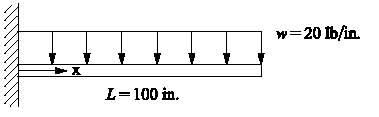 w = 20 lb/in.
x
L = 100 in.